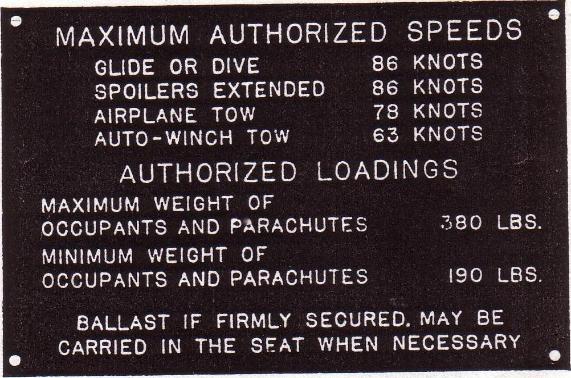 MAXIMUM AUTHORIZED SPEEDS
GLIDE OR DIVE 86 KNOTS
SPOILERS EXTENDED 86 KNOTS
AIRPLANE TOW 78 KNOTS
AUTO-WINCH TOW 63 KNOTS
AUTHORIZED LOADINGS
MAXIMUM WEIGHT OF
OCCUPANTS AND PARACHUTES 380 LBS.
MINIMUM WEIGHT OF
OCCUPANTS AND PARACHUTES 190 LBS.
BALLAST IF FIRMLY SECURED, MAY BE
CARRIED IN THE SEAT WHEN NECESSARY